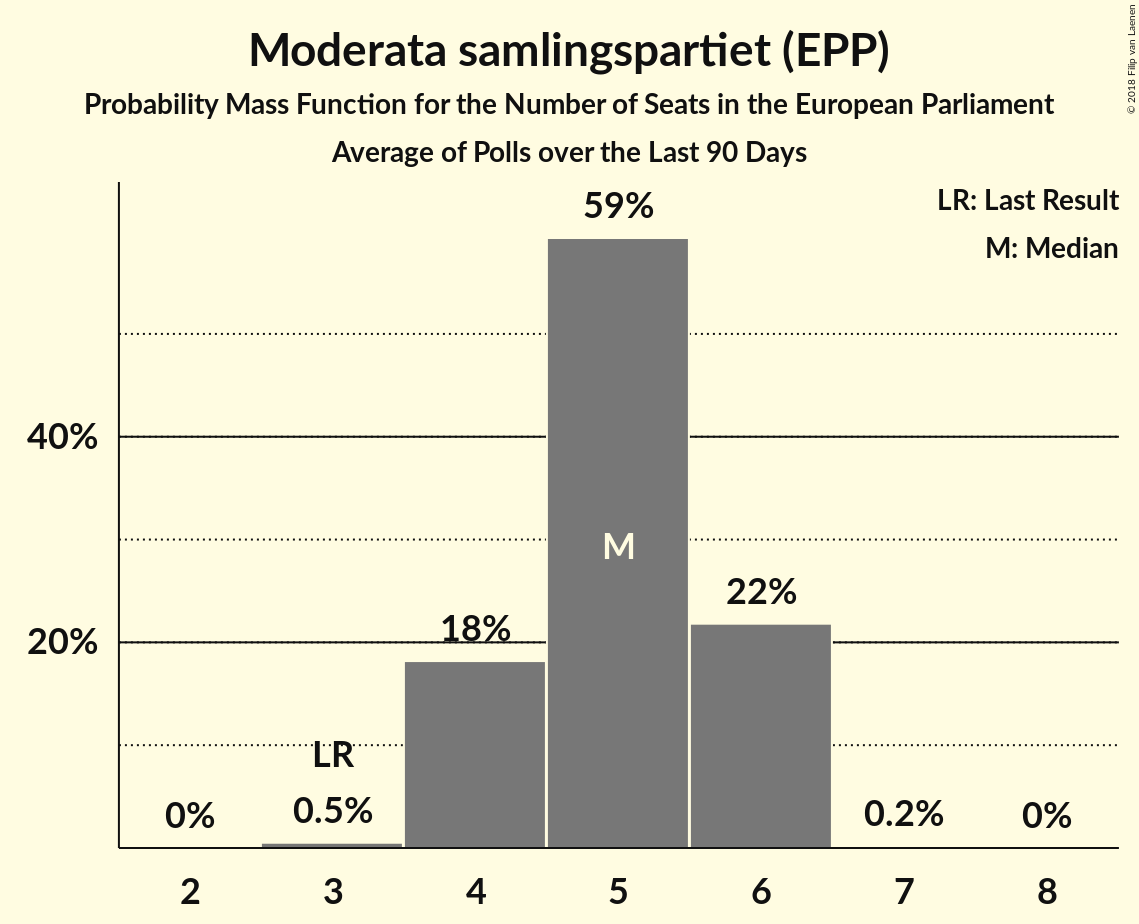 Moderata samlingspartiet (EPP)
Probability Mass Function for the Number of Seats in the European Parliament
Average of Polls over the Last 90 Days
© 2018 Filip van Laenen
LR: Last Result
M: Median
59%
40%
M
22%
18%
20%
LR
0%
0.5%
0.2%
0%
2 3 4 5 6 7 8